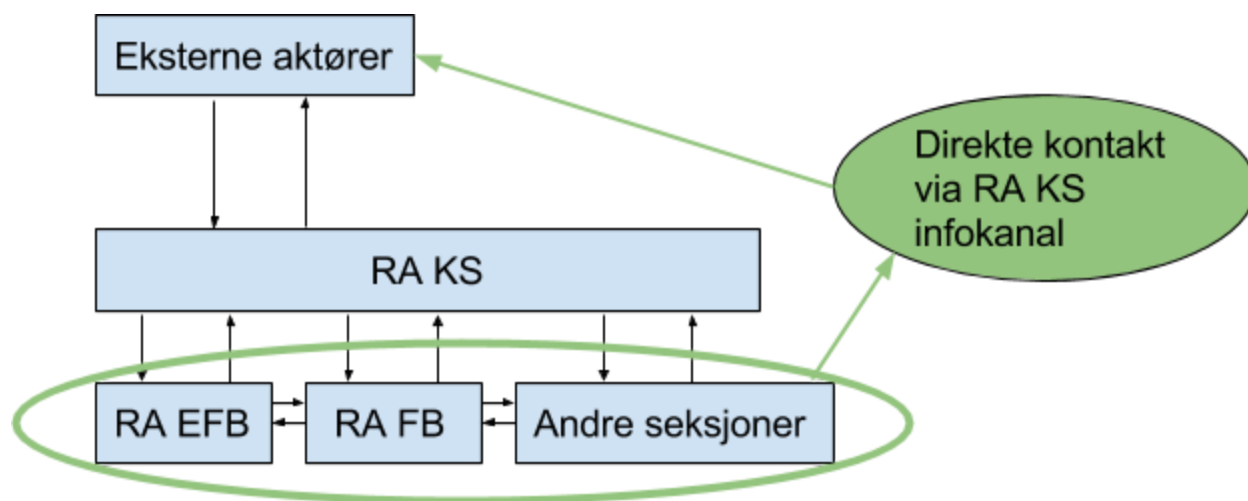 Eksterne aktører
Direkte kontakt
via RA KS
infokanal
RA KS
RA EFB
RA FB
Andre seksjoner